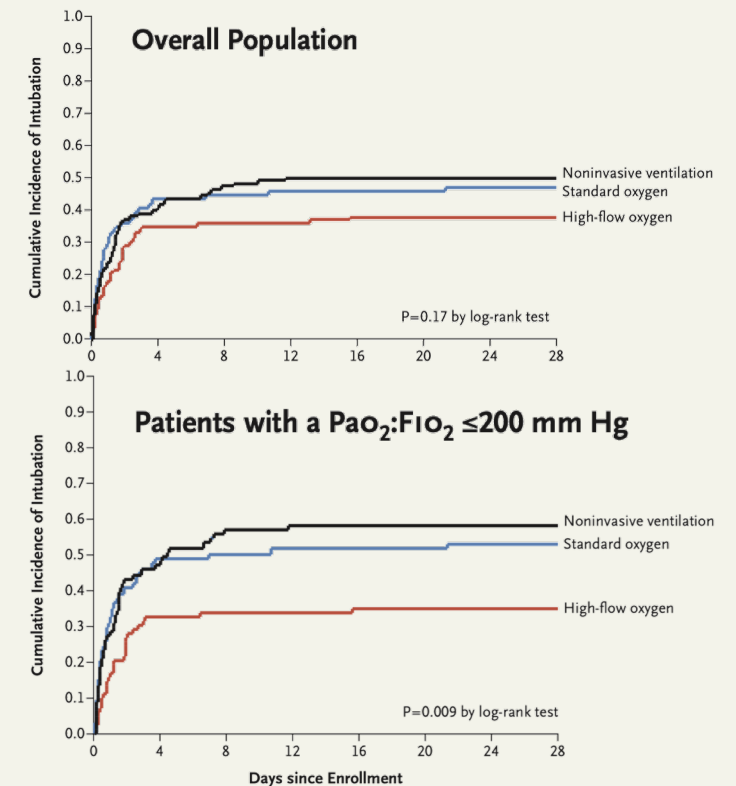 Overall Population
Cumulative Incidence of Intubation
1.0
0.9
0.8
0.7
0.6
0.5
0.4
0.3
0.2
0.1
0.0
Noninvasive ventilation
Standard oxygen
High-flow oxygen
P=0.17 by log-rank test
0 4 8 12 16 20 24 28
Patients with a PaO2:FIO2 ≤200 mm Hg
Cumulative Incidence of Intubation
1.0
0.9
0.8
0.7
0.6
0.5
0.4
0.3
0.2
0.1
0.0
Noninvasive ventilation
Standard oxygen
High-flow oxygen
P=0.009 by log-rank test
0 4 8 12 16 20 24 28
Days since Enrollment